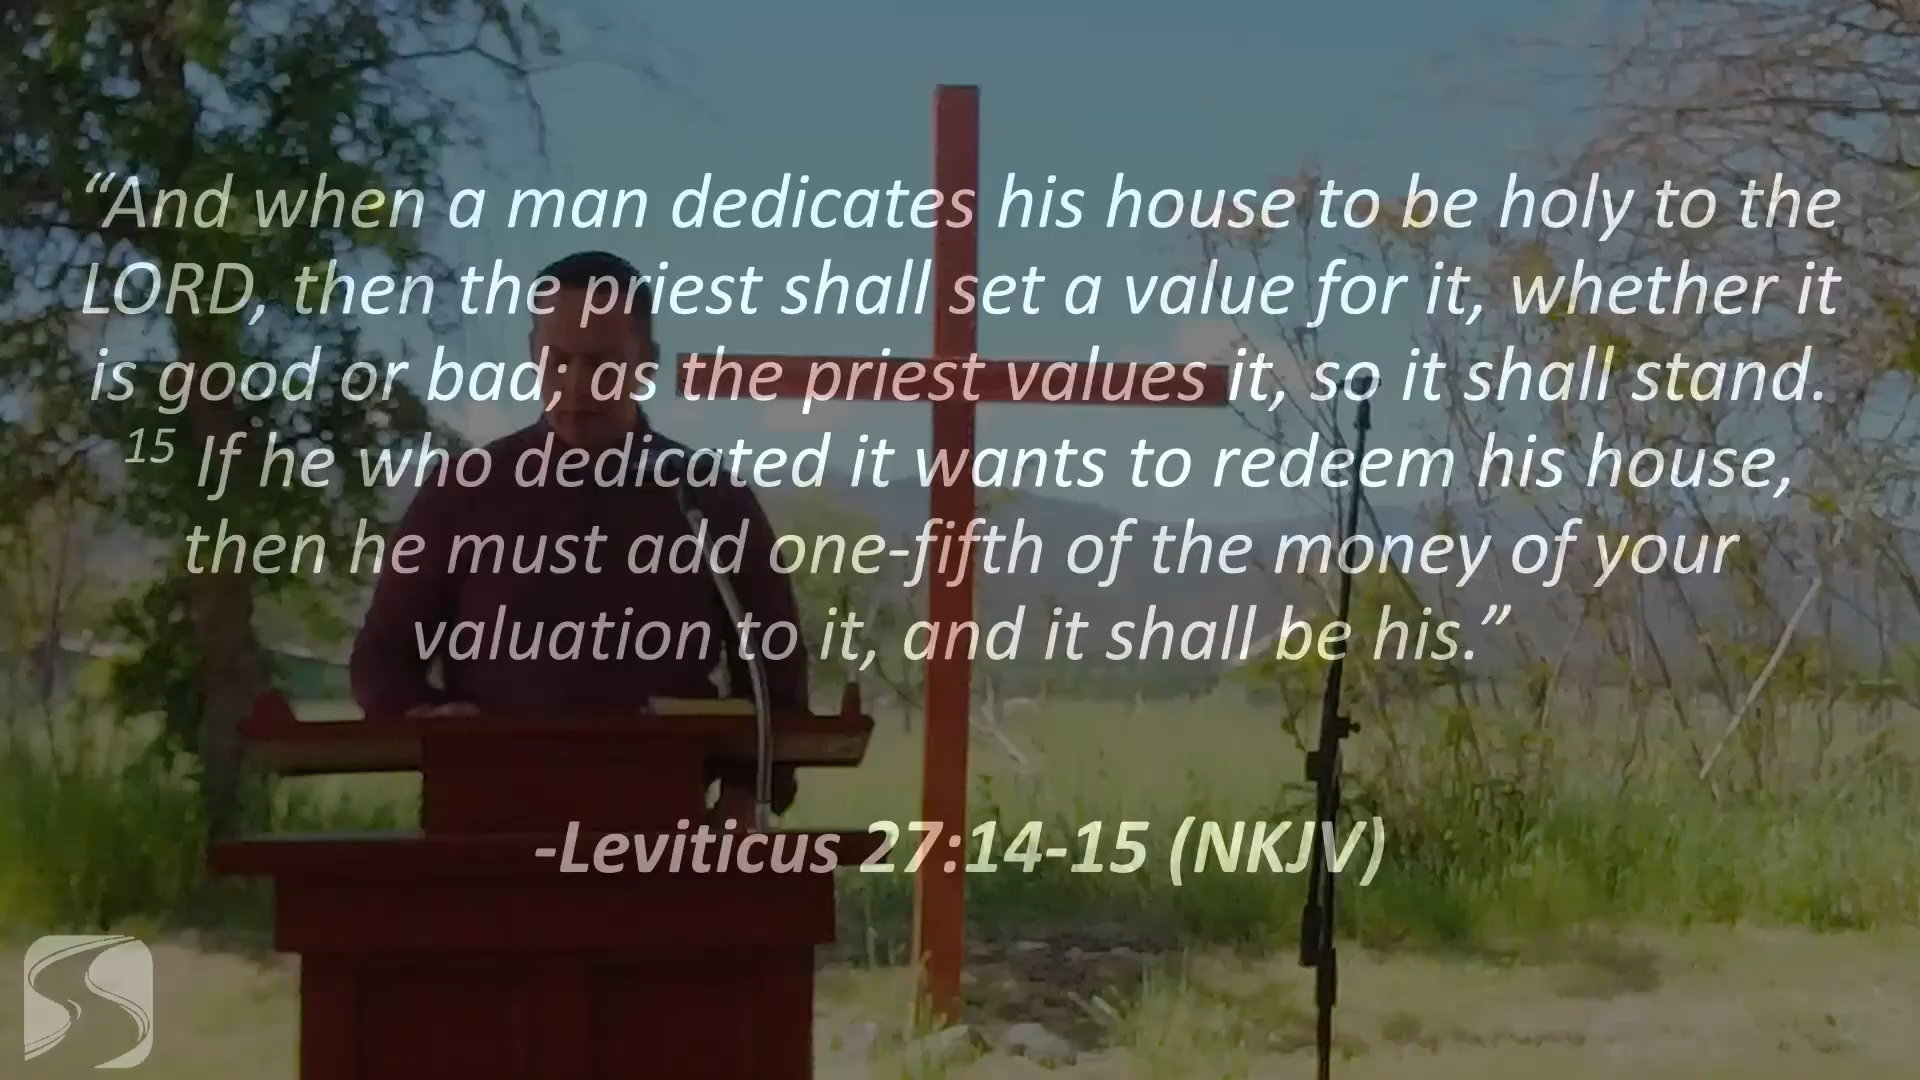 “And when a man dedicates his house to be holy to the
LORD, then the priest shall set a value for it, whether it
is good or bad; as the priest values it, so it shall stand.
15 If he who dedicated it wants to redeem his house,
then he must add one-fifth of the money of your
valuation to it, and it shall be his.”
-Leviticus 27:14-15 (NKJV)